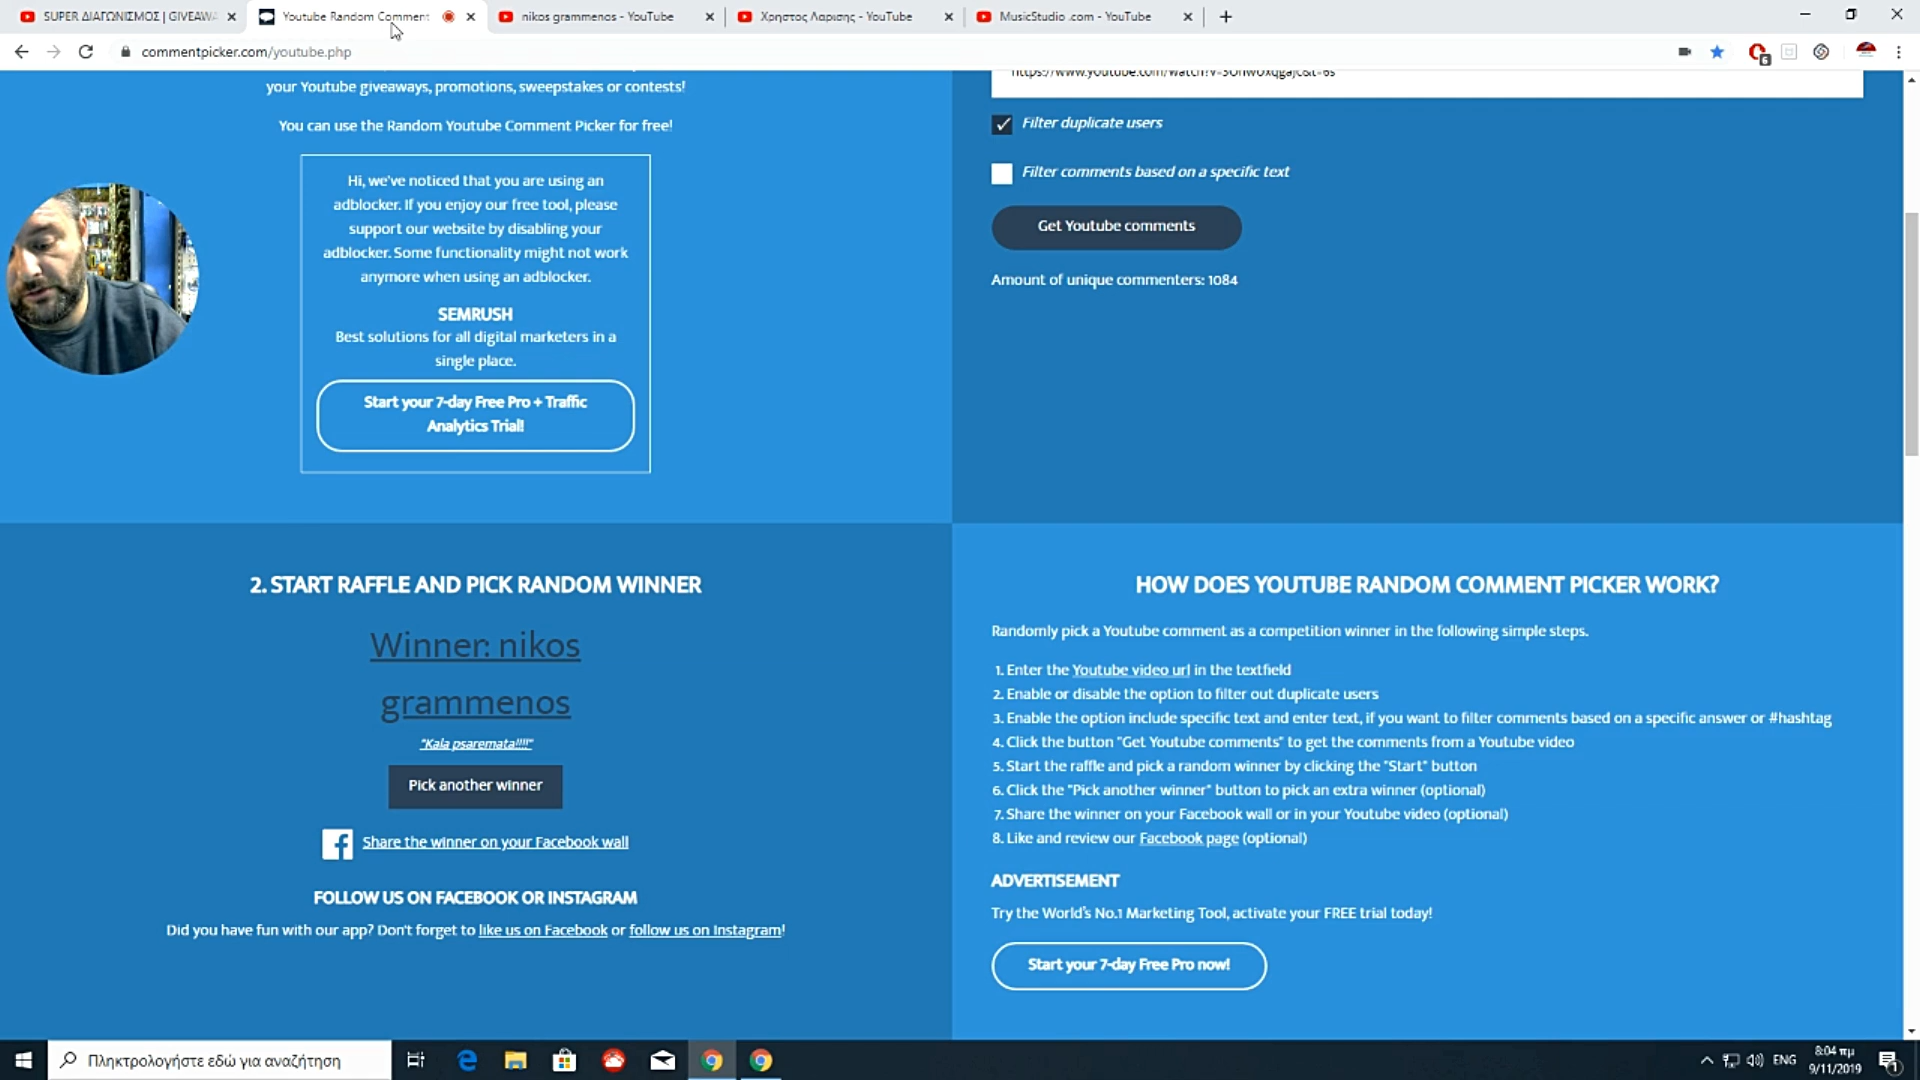 SUPER ΔΙΑΓΩΝΙΣΜΟΣ | GIVEAWA
Youtube Random Comment
nikos grammenos - YouTube
Χρηστος Λαρισης - YouTube
MusicStudio .com - YouTube
commentpicker.com/youtube.php
6
your Youtube giveaways, promotions, sweepstakes or contests!
You can use the Random Youtube Comment Picker for free!
Hi, we've noticed that you are using an
adblocker. If you enjoy our free tool, please
support our website by disabling your
adblocker. Some functionality might not work
anymore when using an adblocker.
SEMRUSH
Best solutions for all digital marketers in a
single place.
Start your 7-day Free Pro + Traffic
Analytics Trial!
Filter duplicate users
Filter comments based on a specific text
Get Youtube comments
Amount of unique commenters: 1084
2. START RAFFLE AND PICK RANDOM WINNER
Winner: nikos
grammenos
"Kala psaremata!!!!"
Pick another winner
Share the winner on your Facebook wall
FOLLOW US ON FACEBOOK OR INSTAGRAM
Did you have fun with our app? Don't forget to like us on Facebook or follow us on Instagram!
HOW DOES YOUTUBE RANDOM COMMENT PICKER WORK?
Randomly pick a Youtube comment as a competition winner in the following simple steps.
1. Enter the Youtube video url in the textfield
2. Enable or disable the option to filter out duplicate users
3. Enable the option include specific text and enter text, if you want to filter comments based on a specific answer or #hashtag
4. Click the button "Get Youtube comments" to get the comments from a Youtube video
5. Start the raffle and pick a random winner by clicking the "Start" button
6. Click the "Pick another winner" button to pick an extra winner (optional)
7. Share the winner on your Facebook wall or in your Youtube video (optional)
8. Like and review our Facebook page (optional)
ADVERTISEMENT
Try the World's No.1 Marketing Tool, activate your FREE trial today!
Start your 7-day Free Pro now!
Πληκτρολογήστε εδώ για αναζήτηση
ENG
8:04 πμ
9/11/2019
1